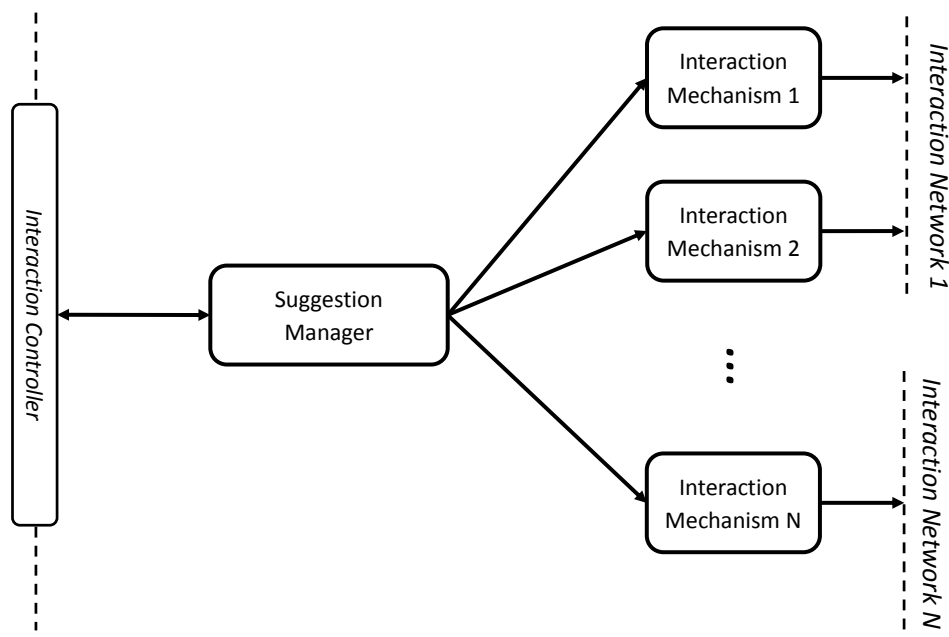 Interaction Controller
Suggestion
Manager
Interaction
Mechanism 1
Interaction
Mechanism 2
...
Interaction
Mechanism N
Interaction Network 1
Interaction Network N